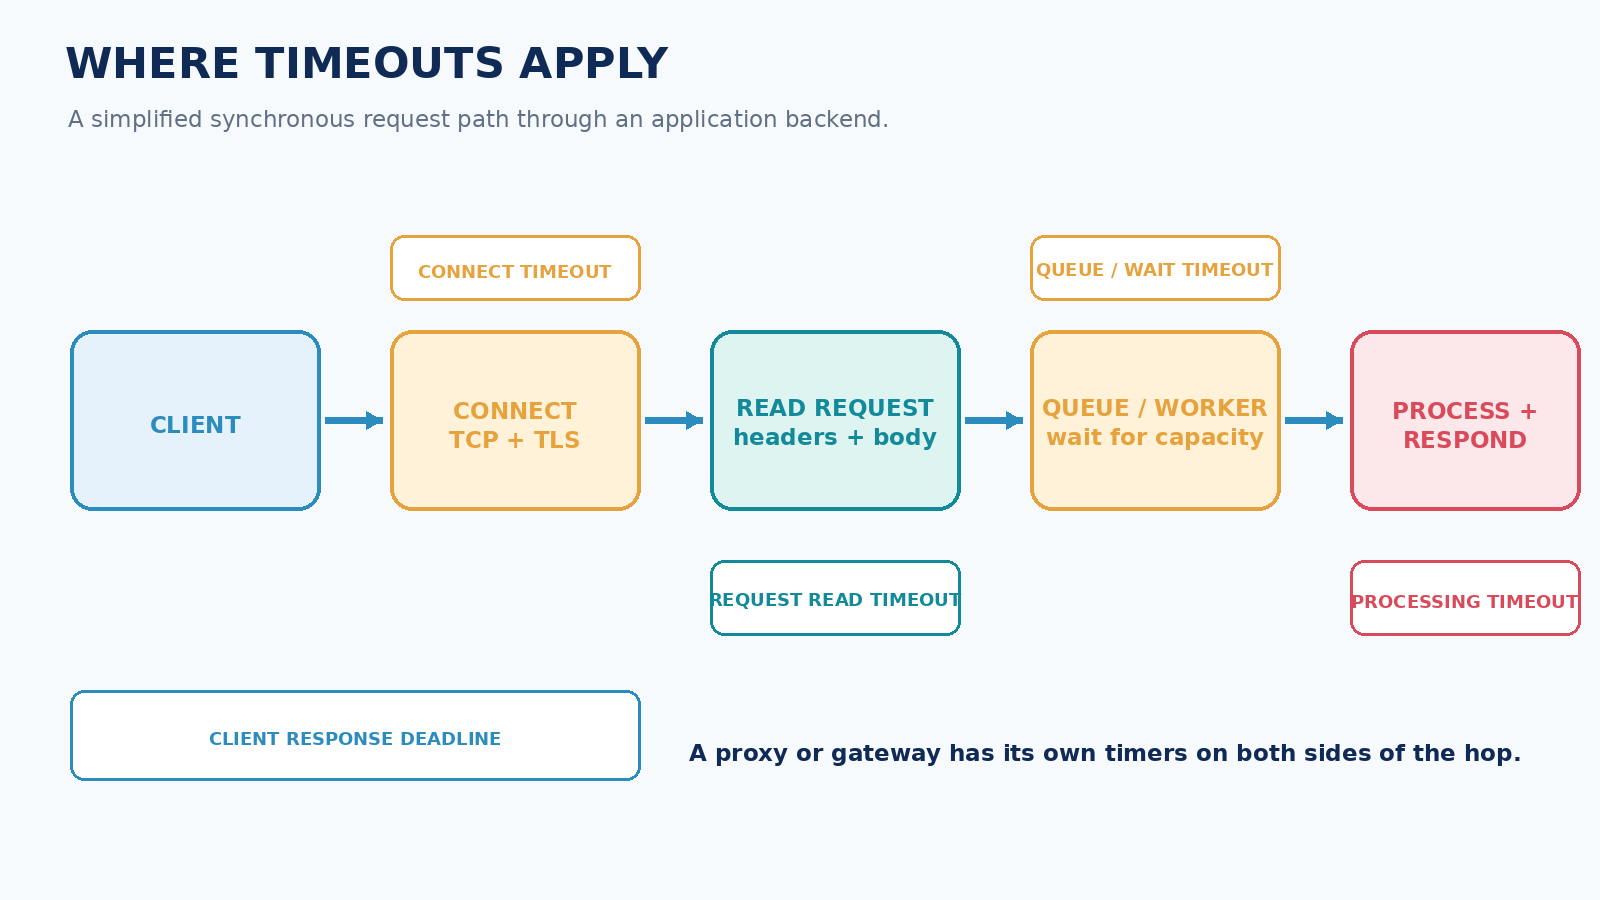 WHERE TIMEOUTS APPLY
A simplified synchronous request path through an application backend.
CONNECT TIMEOUT
QUEUE / WAIT TIMEOUT
CLIENT
CONNECT
TCP + TLS
READ REQUEST
headers + body
QUEUE / WORKER
wait for capacity
PROCESS +
RESPOND
REQUEST READ TIMEOUT
PROCESSING TIMEOUT
CLIENT RESPONSE DEADLINE
A proxy or gateway has its own timers on both sides of the hop.